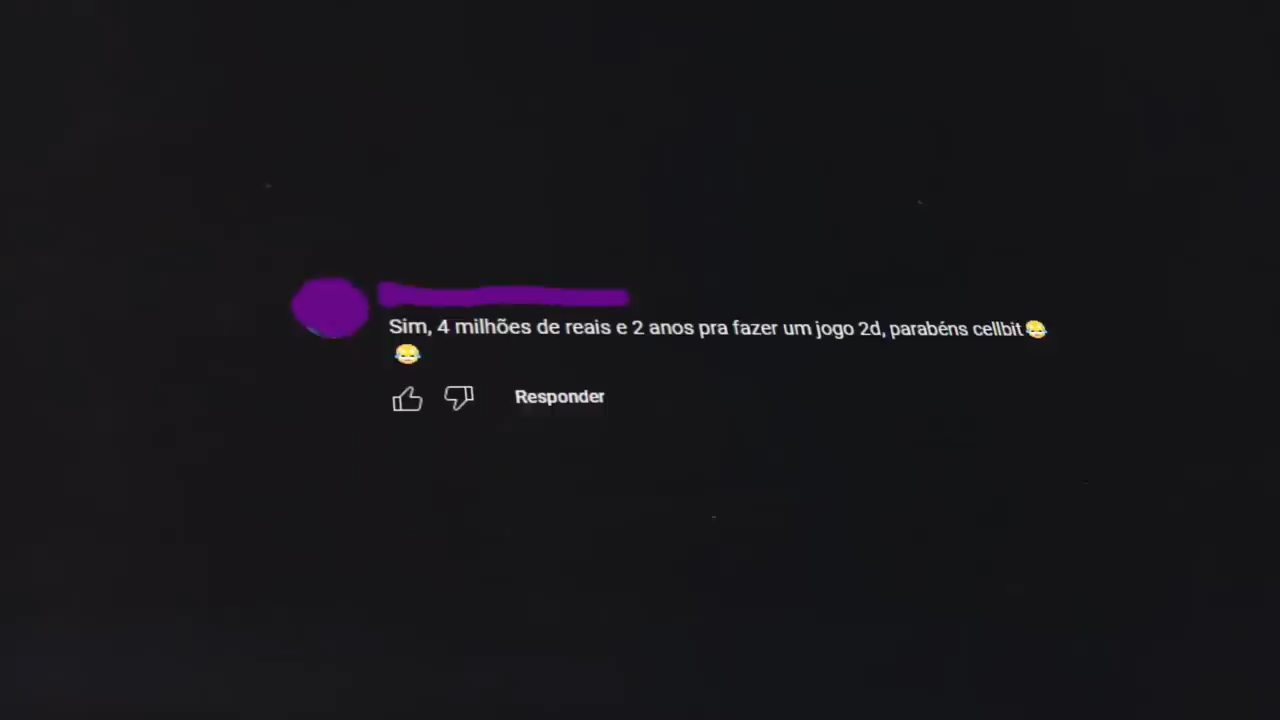 Sim, 4 milhões de reais e 2 anos pra fazer um jogo 2d, parabéns cellbit😂
😂
Responder